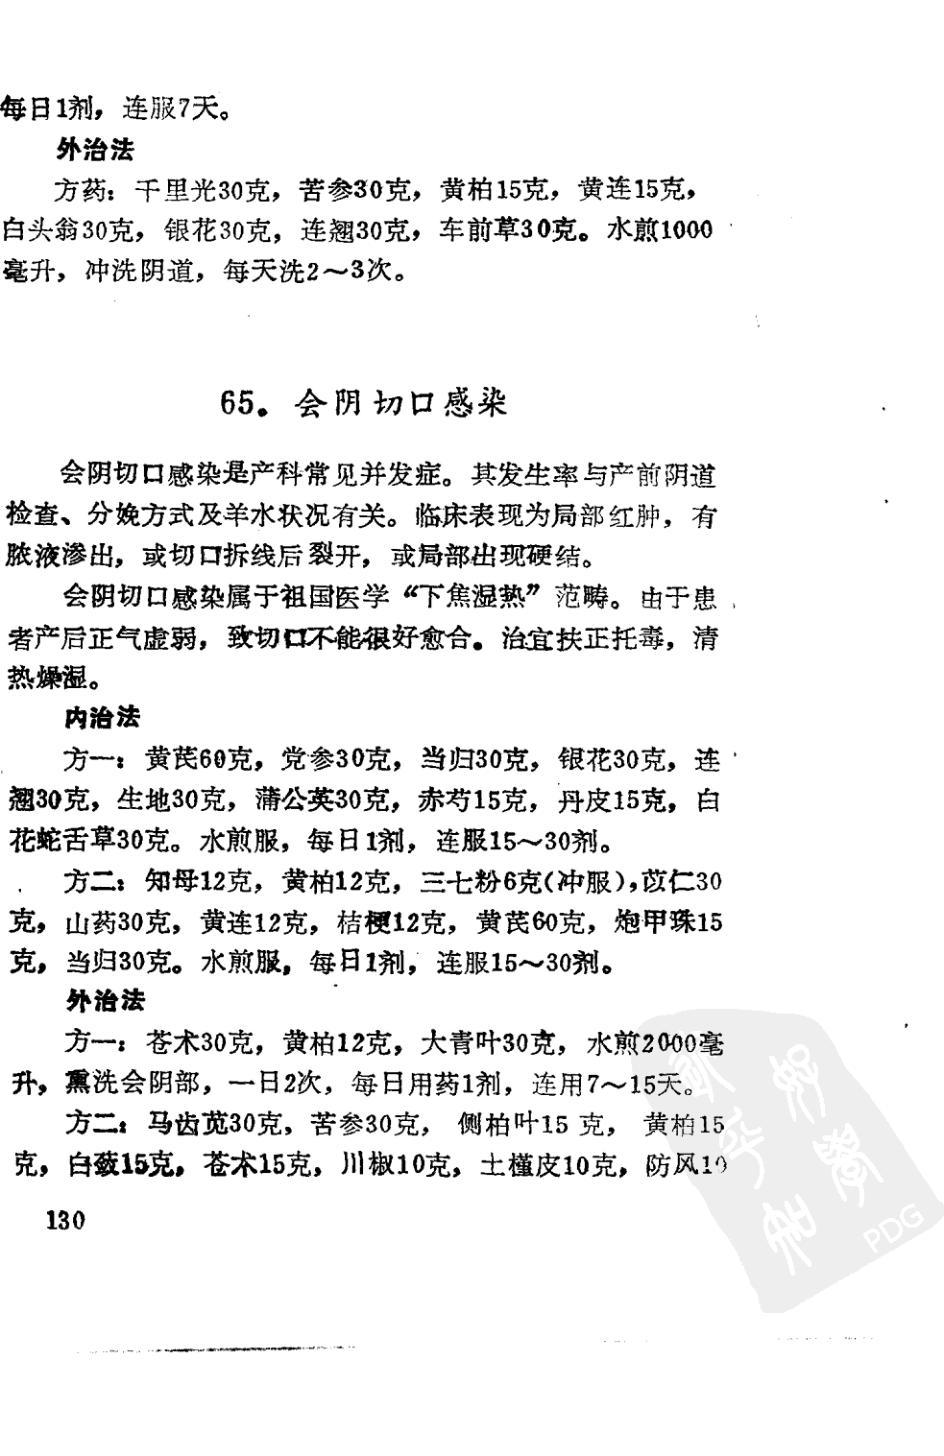 每日1剂，连服7天。
外治法
方药：千里光30克，苦参30克，黄柏15克，黄连15克，
白头翁30克，银花30克，连翘30克，车前草30克。水煎1000
毫升，冲洗阴道，每天洗2～3次。
65. 会阴切口感染
会阴切口感染是产科常见并发症。其发生率与产前阴道
检查、分娩方式及羊水状况有关。临床表现为局部红肿，有
脓液渗出，或切口拆线后裂开，或局部出现硬结。
会阴切口感染属于祖国医学“下焦湿热”范畴。由于患
者产后正气虚弱，致切口不能很好愈合。治宜扶正托毒，清
热燥湿。
内治法
方一：黄芪60克，党参30克，当归30克，银花30克，连
翘30克，生地30克，蒲公英30克，赤芍15克，丹皮15克，白
花蛇舌草30克。水煎服，每日1剂，连服15～30剂。
方二：知母12克，黄柏12克，三七粉6克(冲服)，苡仁30
克，山药30克，黄连12克，桔梗12克，黄芪60克，炮甲珠15
克，当归30克。水煎服，每日1剂，连服15～30剂。
外治法
方一：苍术30克，黄柏12克，大青叶30克，水煎2000毫
升，熏洗会阴部，一日2次，每日用药1剂，连用7～15天。
方二：马齿苋30克，苦参30克，侧柏叶15克，黄柏15
克，白蔹15克，苍术15克，川椒10克，土槿皮10克，防风10
130
PDG